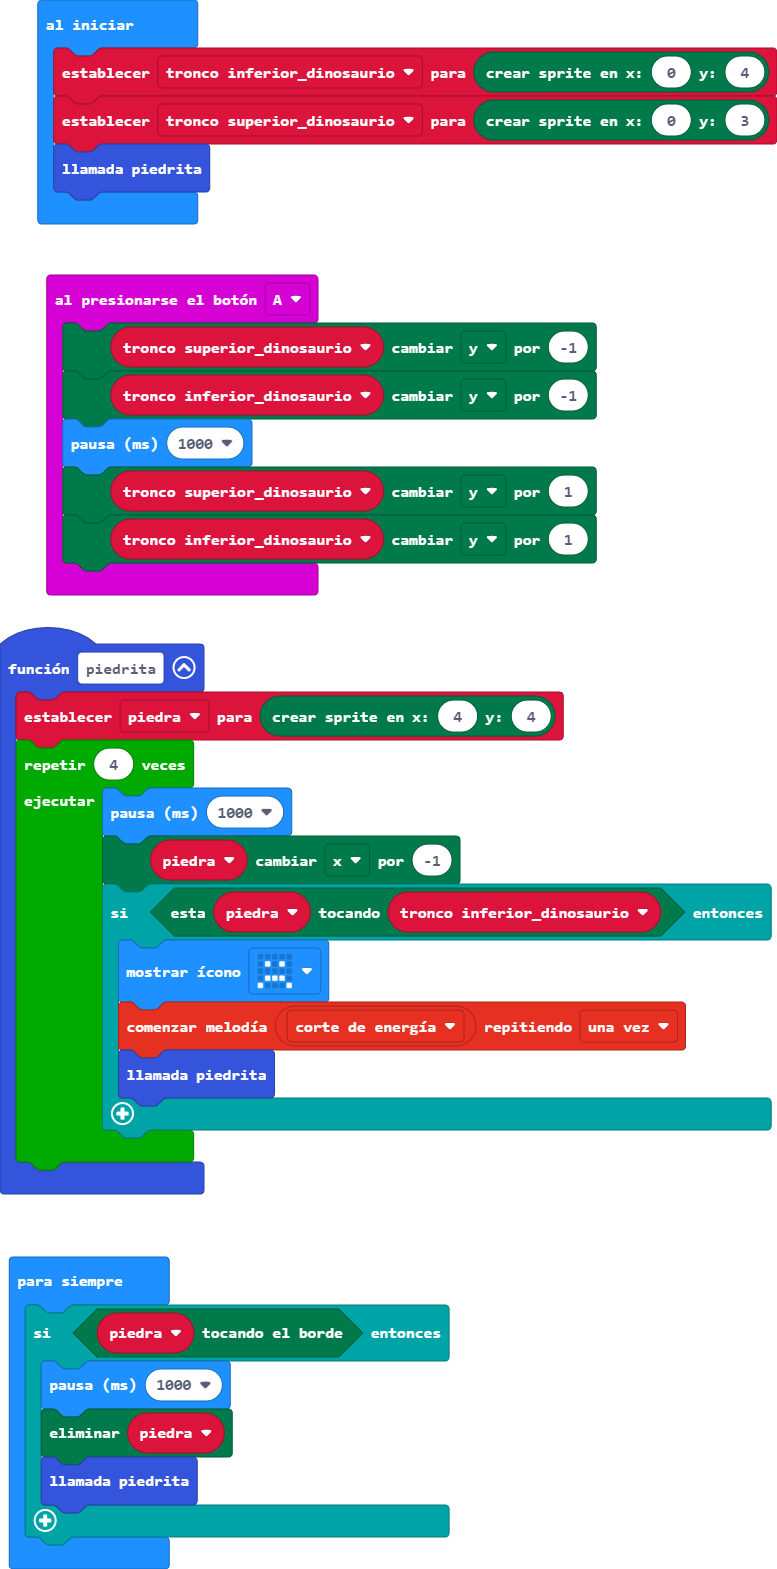 al iniciar
establecer tronco inferior_dinosaurio para crear sprite en x: 0 y: 4
establecer tronco superior_dinosaurio para crear sprite en x: 0 y: 3
llamada piedrita
al presionarse el botón A
tronco superior_dinosaurio cambiar y por -1
tronco inferior_dinosaurio cambiar y por -1
pausa (ms) 1000
tronco superior_dinosaurio cambiar y por 1
tronco inferior_dinosaurio cambiar y por 1
función piedrita
establecer piedra para crear sprite en x: 4 y: 4
repetir 4 veces
ejecutar
pausa (ms) 1000
piedra cambiar x por -1
si esta piedra tocando tronco inferior_dinosaurio entonces
mostrar ícono
comenzar melodía corte de energía repitiendo una vez
llamada piedrita
para siempre
si piedra tocando el borde entonces
pausa (ms) 1000
eliminar piedra
llamada piedrita